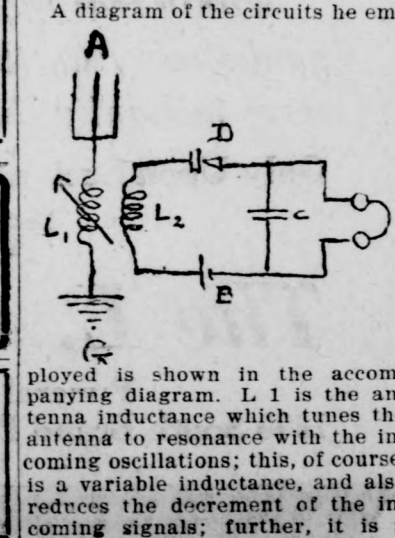 A diagram of the circuits he em
A
D
L₁
L₂
C
B
G
ployed is shown in the accom
panying diagram. L 1 is the an
tenna inductance which tunes th
antenna to resonance with the in
coming oscillations; this, of course
is a variable inductance, and als
reduces the decrement of the in
coming signals; further, it is